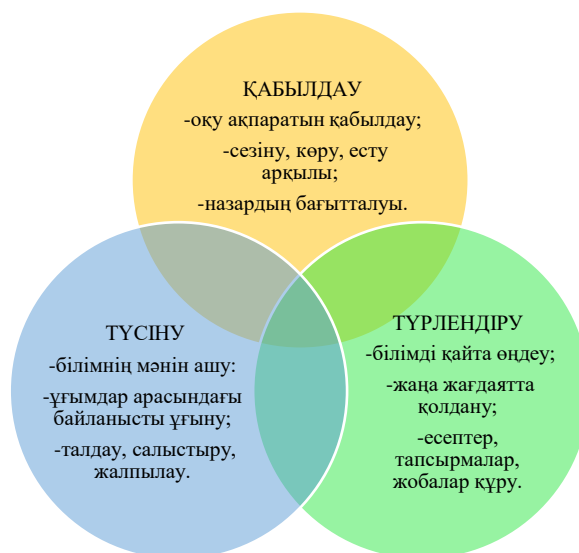 ҚАБЫЛДАУ
-оқу ақпаратын қабылдау;
-сезіну, көру, есту
арқылы;
-назардың бағытталуы.
ТҮСІНУ
-білімнің мәнін ашу:
-ұғымдар арасындағы
байланысты ұғыну;
-талдау, салыстыру,
жалпылау.
ТҮРЛЕНДІРУ
-білімді қайта өңдеу;
-жаңа жағдаятта
қолдану;
-есептер,
тапсырмалар,
жобалар құру.